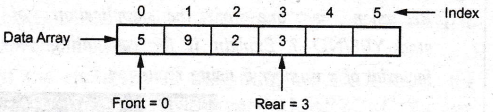 0 1 2 3 4 5 Index
Data Array 5 9 2 3
Front = 0 Rear = 3